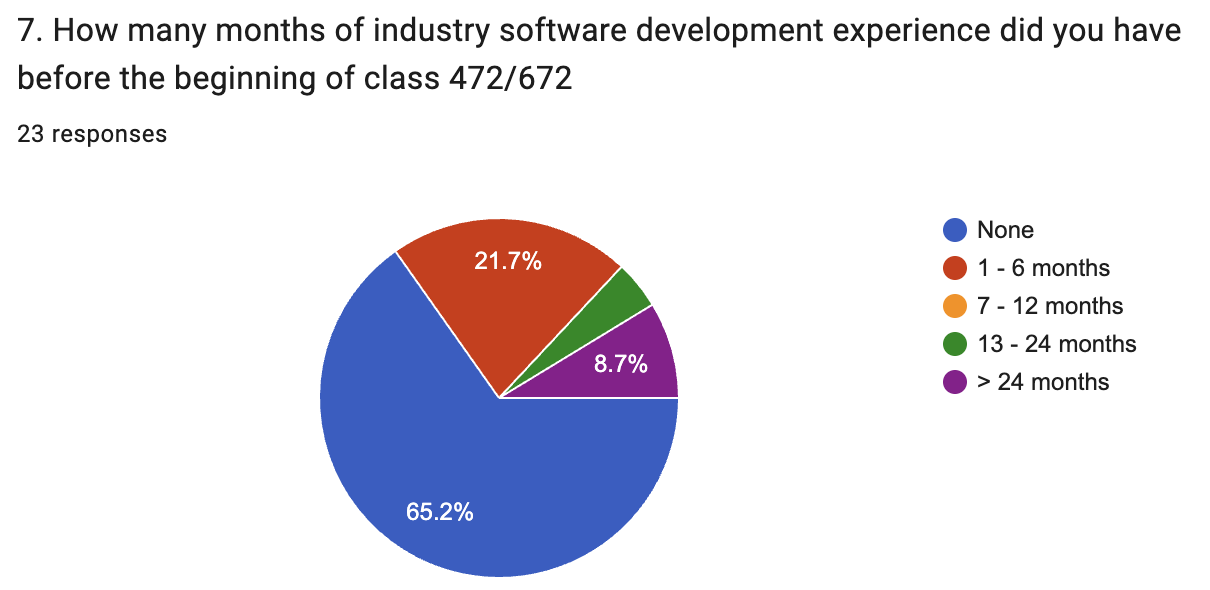 7. How many months of industry software development experience did you have
before the beginning of class 472/672
23 responses
21.7%
8.7%
65.2%
None
1 - 6 months
7 - 12 months
13 - 24 months
> 24 months